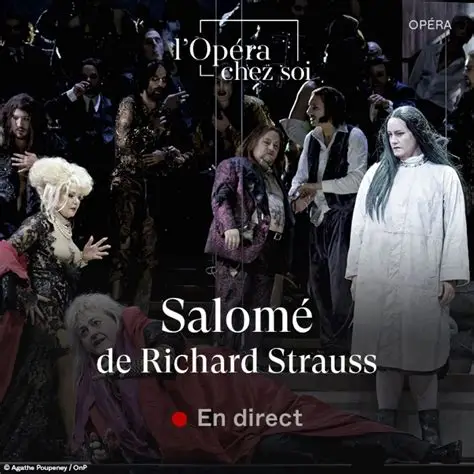 OPÉRA
l'Opéra
chez soi
Salomé
de Richard Strauss
En direct
© Agathe Poupeney / OnP